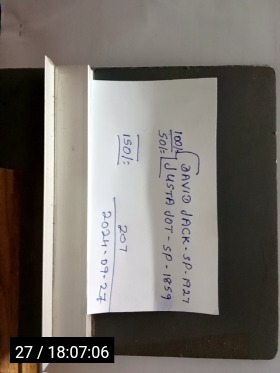 100/= DAVID JACK - SP - 1927
50/= JUSTA JOT - SP - 1859
150/=
207
2024-09-27
27 / 18:07:06